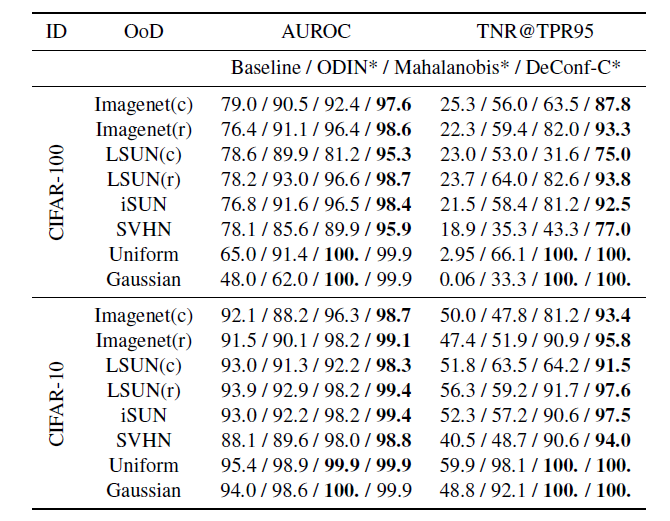 ID OoD AUROC TNR@TPR95
Baseline / ODIN* / Mahalanobis* / DeConf-C*
CIFAR-100
Imagenet(c) 79.0 / 90.5 / 92.4 / 97.6 25.3 / 56.0 / 63.5 / 87.8
Imagenet(r) 76.4 / 91.1 / 96.4 / 98.6 22.3 / 59.4 / 82.0 / 93.3
LSUN(c) 78.6 / 89.9 / 81.2 / 95.3 23.0 / 53.0 / 31.6 / 75.0
LSUN(r) 78.2 / 93.0 / 96.6 / 98.7 23.7 / 64.0 / 82.6 / 93.8
iSUN 76.8 / 91.6 / 96.5 / 98.4 21.5 / 58.4 / 81.2 / 92.5
SVHN 78.1 / 85.6 / 89.9 / 95.9 18.9 / 35.3 / 43.3 / 77.0
Uniform 65.0 / 91.4 / 100. / 99.9 2.95 / 66.1 / 100. / 100.
Gaussian 48.0 / 62.0 / 100. / 99.9 0.06 / 33.3 / 100. / 100.
CIFAR-10
Imagenet(c) 92.1 / 88.2 / 96.3 / 98.7 50.0 / 47.8 / 81.2 / 93.4
Imagenet(r) 91.5 / 90.1 / 98.2 / 99.1 47.4 / 51.9 / 90.9 / 95.8
LSUN(c) 93.0 / 91.3 / 92.2 / 98.3 51.8 / 63.5 / 64.2 / 91.5
LSUN(r) 93.9 / 92.9 / 98.2 / 99.4 56.3 / 59.2 / 91.7 / 97.6
iSUN 93.0 / 92.2 / 98.2 / 99.4 52.3 / 57.2 / 90.6 / 97.5
SVHN 88.1 / 89.6 / 98.0 / 98.8 40.5 / 48.7 / 90.6 / 94.0
Uniform 95.4 / 98.9 / 99.9 / 99.9 59.9 / 98.1 / 100. / 100.
Gaussian 94.0 / 98.6 / 100. / 99.9 48.8 / 92.1 / 100. / 100.